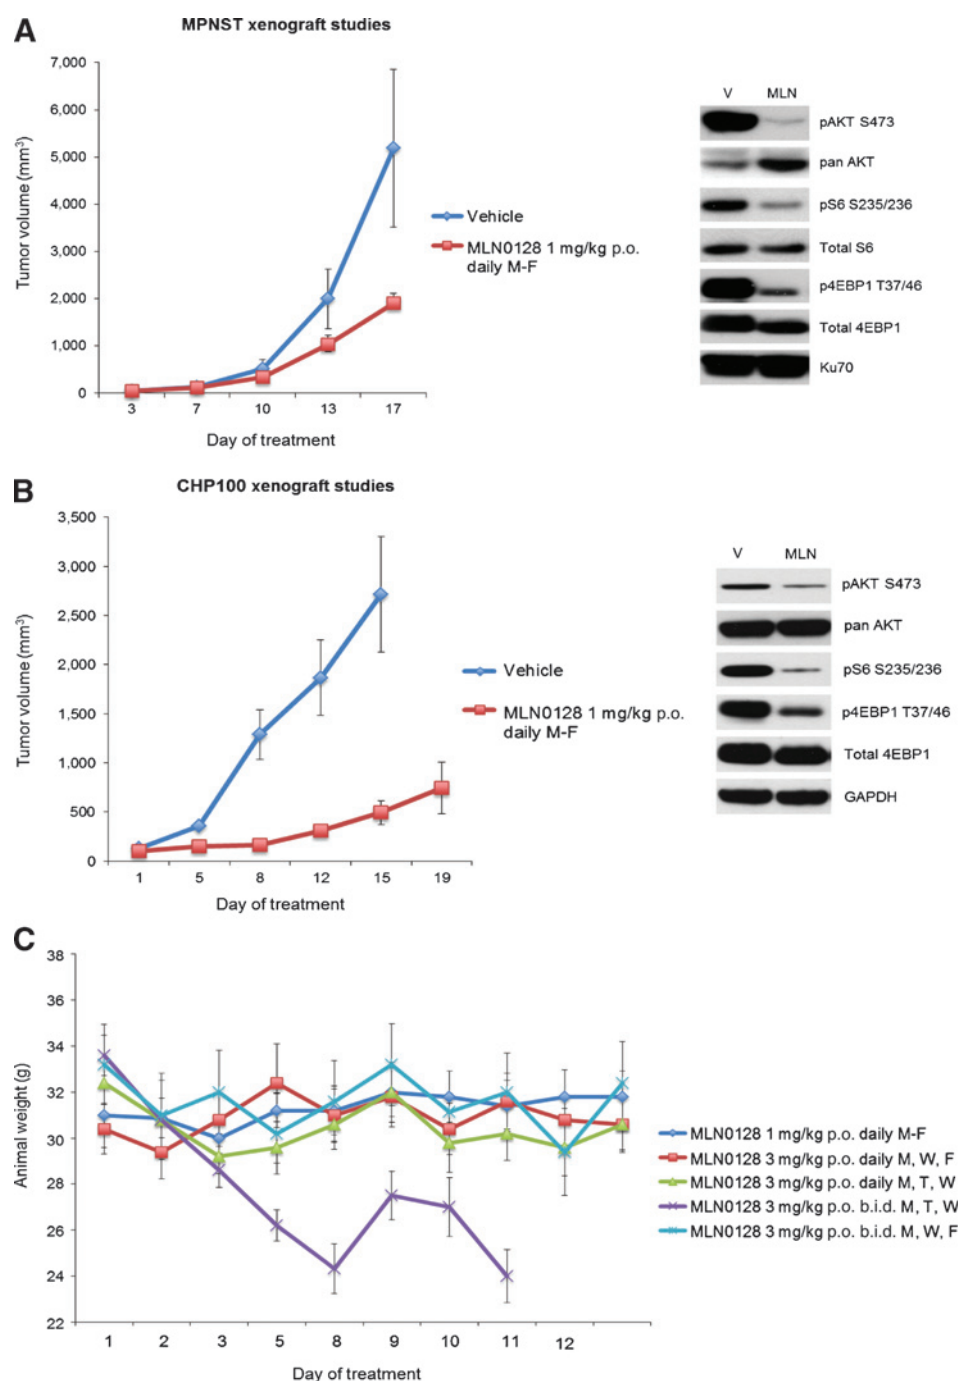 A
MPNST xenograft studies
7,000
6,000
5,000
4,000
3,000
2,000
1,000
0
Tumor volume (mm³)
3 7 10 13 17
Day of treatment
Vehicle
MLN0128 1 mg/kg p.o.
daily M-F
V MLN
pAKT S473
pan AKT
pS6 S235/236
Total S6
p4EBP1 T37/46
Total 4EBP1
Ku70
B
CHP100 xenograft studies
3,500
3,000
2,500
2,000
1,500
1,000
500
0
Tumor volume (mm³)
1 5 8 12 15 19
Day of treatment
Vehicle
MLN0128 1 mg/kg p.o.
daily M-F
V MLN
pAKT S473
pan AKT
pS6 S235/236
p4EBP1 T37/46
Total 4EBP1
GAPDH
C
38
36
34
32
30
28
26
24
22
Animal weight (g)
1 2 3 5 8 9 10 11 12
Day of treatment
MLN0128 1 mg/kg p.o. daily M-F
MLN0128 3 mg/kg p.o. daily M, W, F
MLN0128 3 mg/kg p.o. daily M, T, W
MLN0128 3 mg/kg p.o. b.i.d. M, T, W
MLN0128 3 mg/kg p.o. b.i.d. M, W, F